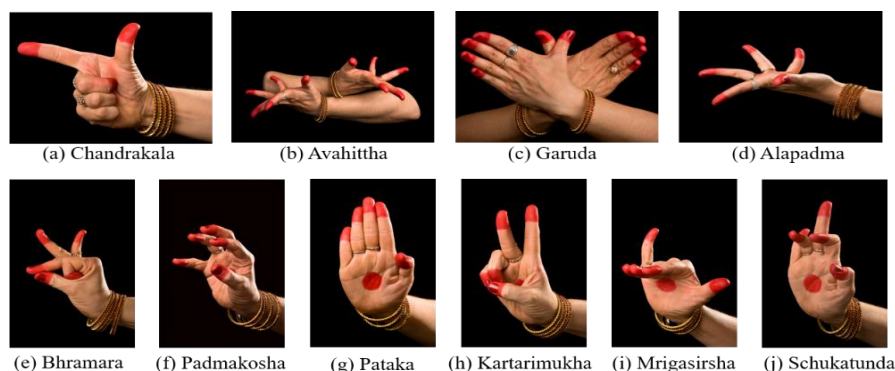 (a) Chandrakala
(b) Avahittha
(c) Garuda
(d) Alapadma
(e) Bhramara
(f) Padmakosha
(g) Pataka
(h) Kartarimukha
(i) Mrigasirsha
(j) Schukatunda